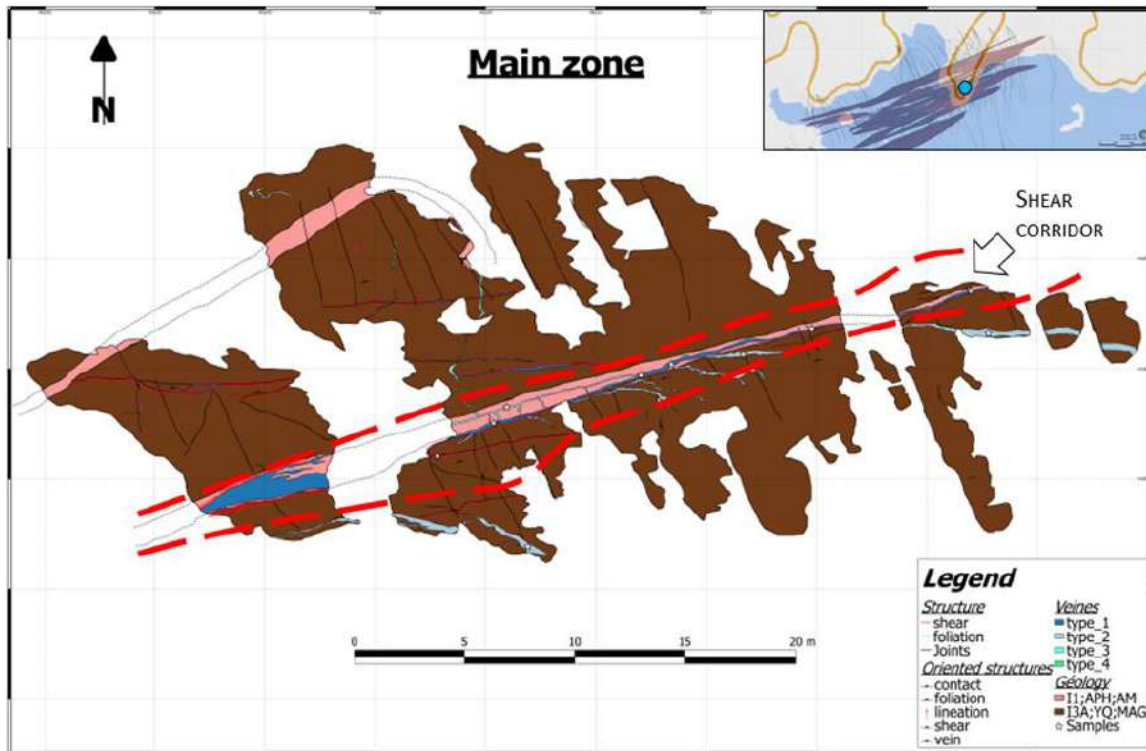 Main zone
N
SHEAR
CORRIDOR
0 5 10 15 20 m
Legend
Structure
shear
foliation
Joints
Oriented structures
contact
foliation
lineation
shear
vein
Veines
type_1
type_2
type_3
type_4
Géology
I1;APH;AM
I3A;YQ;MAG
Samples